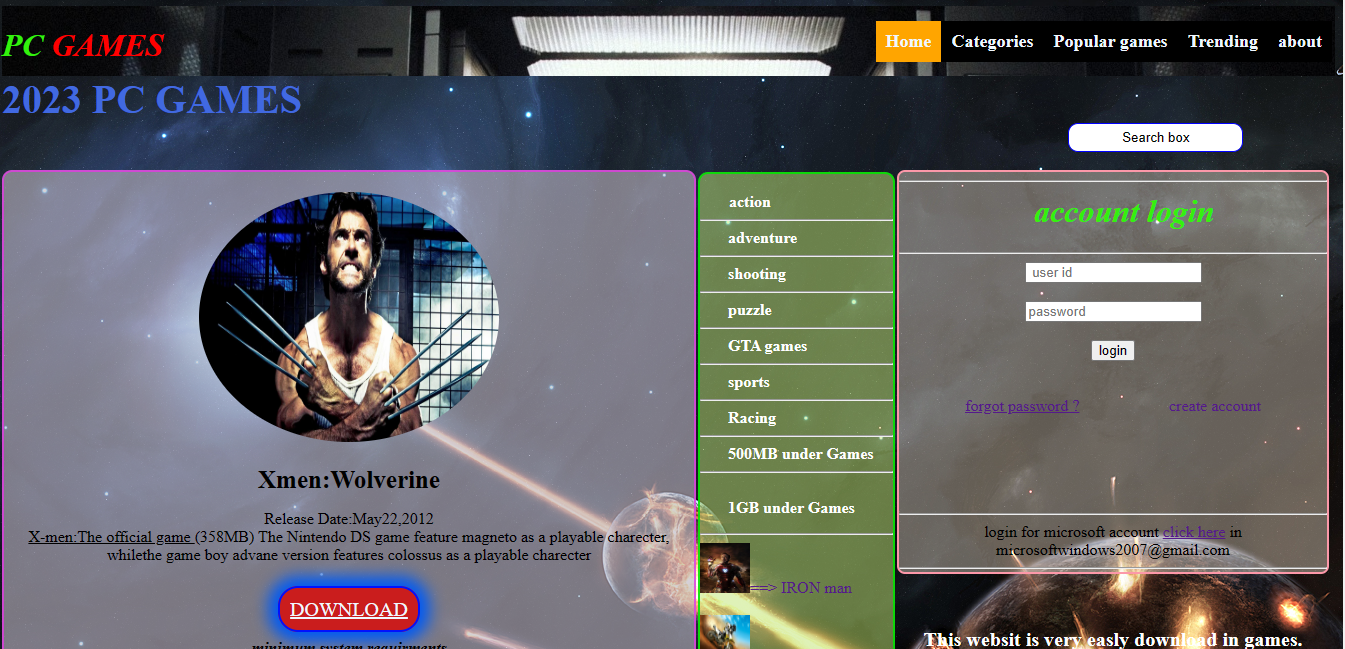 PC GAMES
Home Categories Popular games Trending about
2023 PC GAMES
Search box
Xmen:Wolverine
Release Date:May22,2012
X-men:The official game (358MB) The Nintendo DS game feature magneto as a playable charecter,
whilethe game boy advane version features colossus as a playable charecter
DOWNLOAD
minimum system requirments
action
adventure
shooting
puzzle
GTA games
sports
Racing
500MB under Games
1GB under Games
==> IRON man
account login
user id
password
login
forgot password ? create account
login for microsoft account click here in
microsoftwindows2007@gmail.com
This websit is very easly download in games.